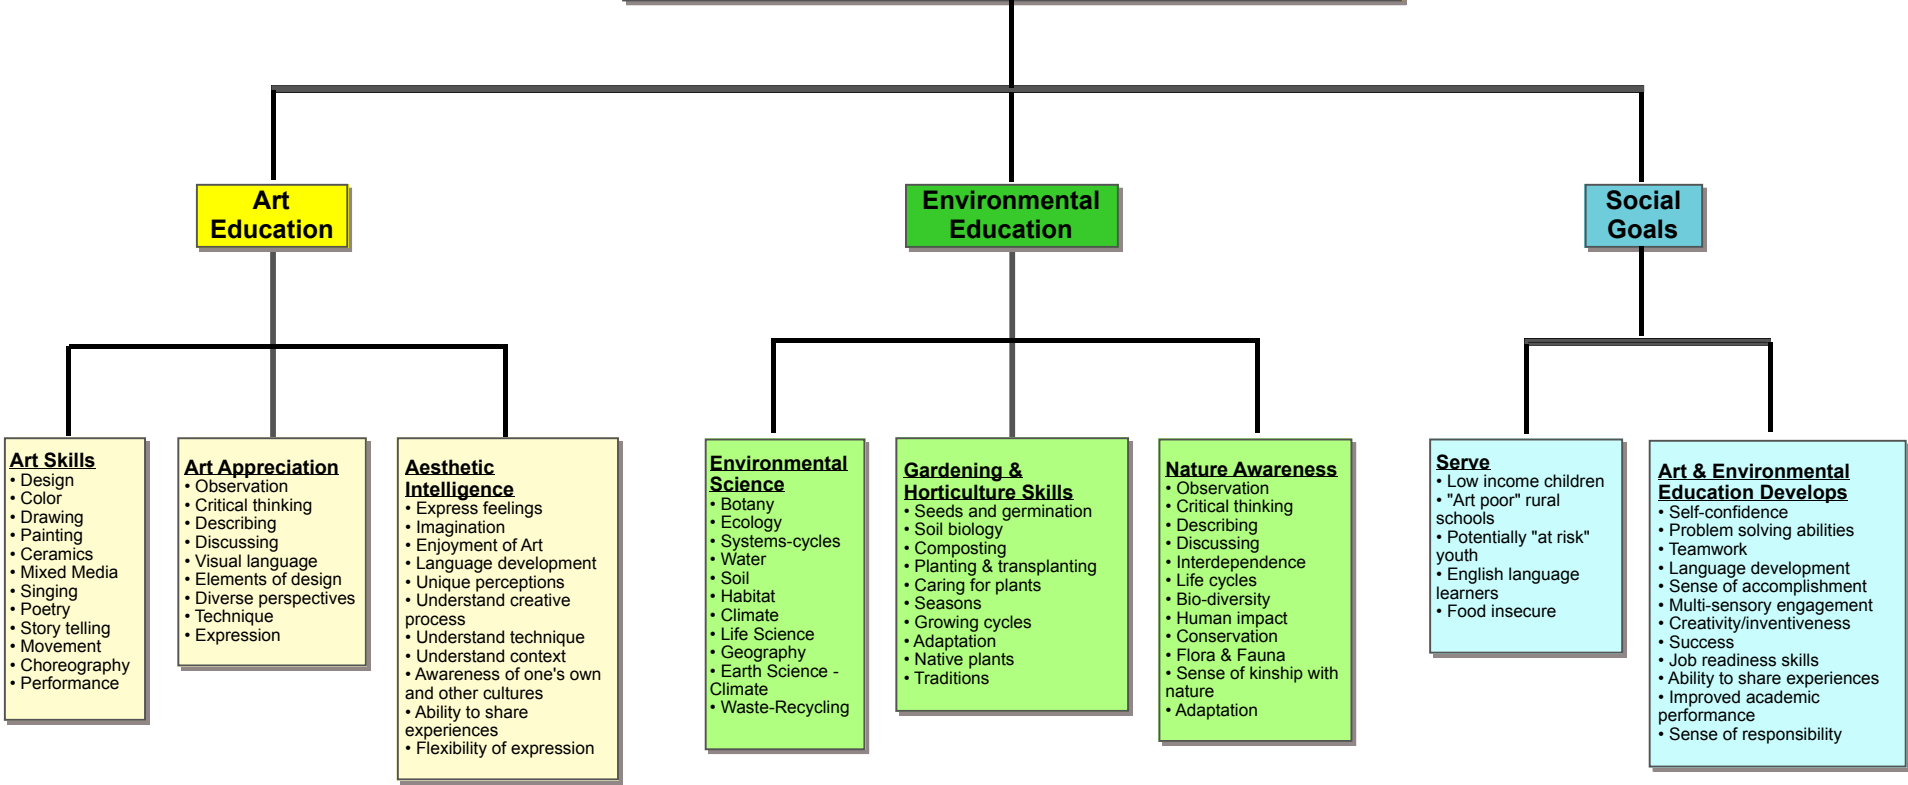 Art
Education
Environmental
Education
Social
Goals
Art Skills
• Design
• Color
• Drawing
• Painting
• Ceramics
• Mixed Media
• Singing
• Poetry
• Story telling
• Movement
• Choreography
• Performance
Art Appreciation
• Observation
• Critical thinking
• Describing
• Discussing
• Visual language
• Elements of design
• Diverse perspectives
• Technique
• Expression
Aesthetic
Intelligence
• Express feelings
• Imagination
• Enjoyment of Art
• Language development
• Unique perceptions
• Understand creative
process
• Understand technique
• Understand context
• Awareness of one's own
and other cultures
• Ability to share
experiences
• Flexibility of expression
Environmental
Science
• Botany
• Ecology
• Systems-cycles
• Water
• Soil
• Habitat
• Climate
• Life Science
• Geography
• Earth Science -
Climate
• Waste-Recycling
Gardening &
Horticulture Skills
• Seeds and germination
• Soil biology
• Composting
• Planting & transplanting
• Caring for plants
• Seasons
• Growing cycles
• Adaptation
• Native plants
• Traditions
Nature Awareness
• Observation
• Critical thinking
• Describing
• Discussing
• Interdependence
• Life cycles
• Bio-diversity
• Human impact
• Conservation
• Flora & Fauna
• Sense of kinship with
nature
• Adaptation
Serve
• Low income children
• "Art poor" rural
schools
• Potentially "at risk"
youth
• English language
learners
• Food insecure
Art & Environmental
Education Develops
• Self-confidence
• Problem solving abilities
• Teamwork
• Language development
• Sense of accomplishment
• Multi-sensory engagement
• Creativity/inventiveness
• Success
• Job readiness skills
• Ability to share experiences
• Improved academic
performance
• Sense of responsibility